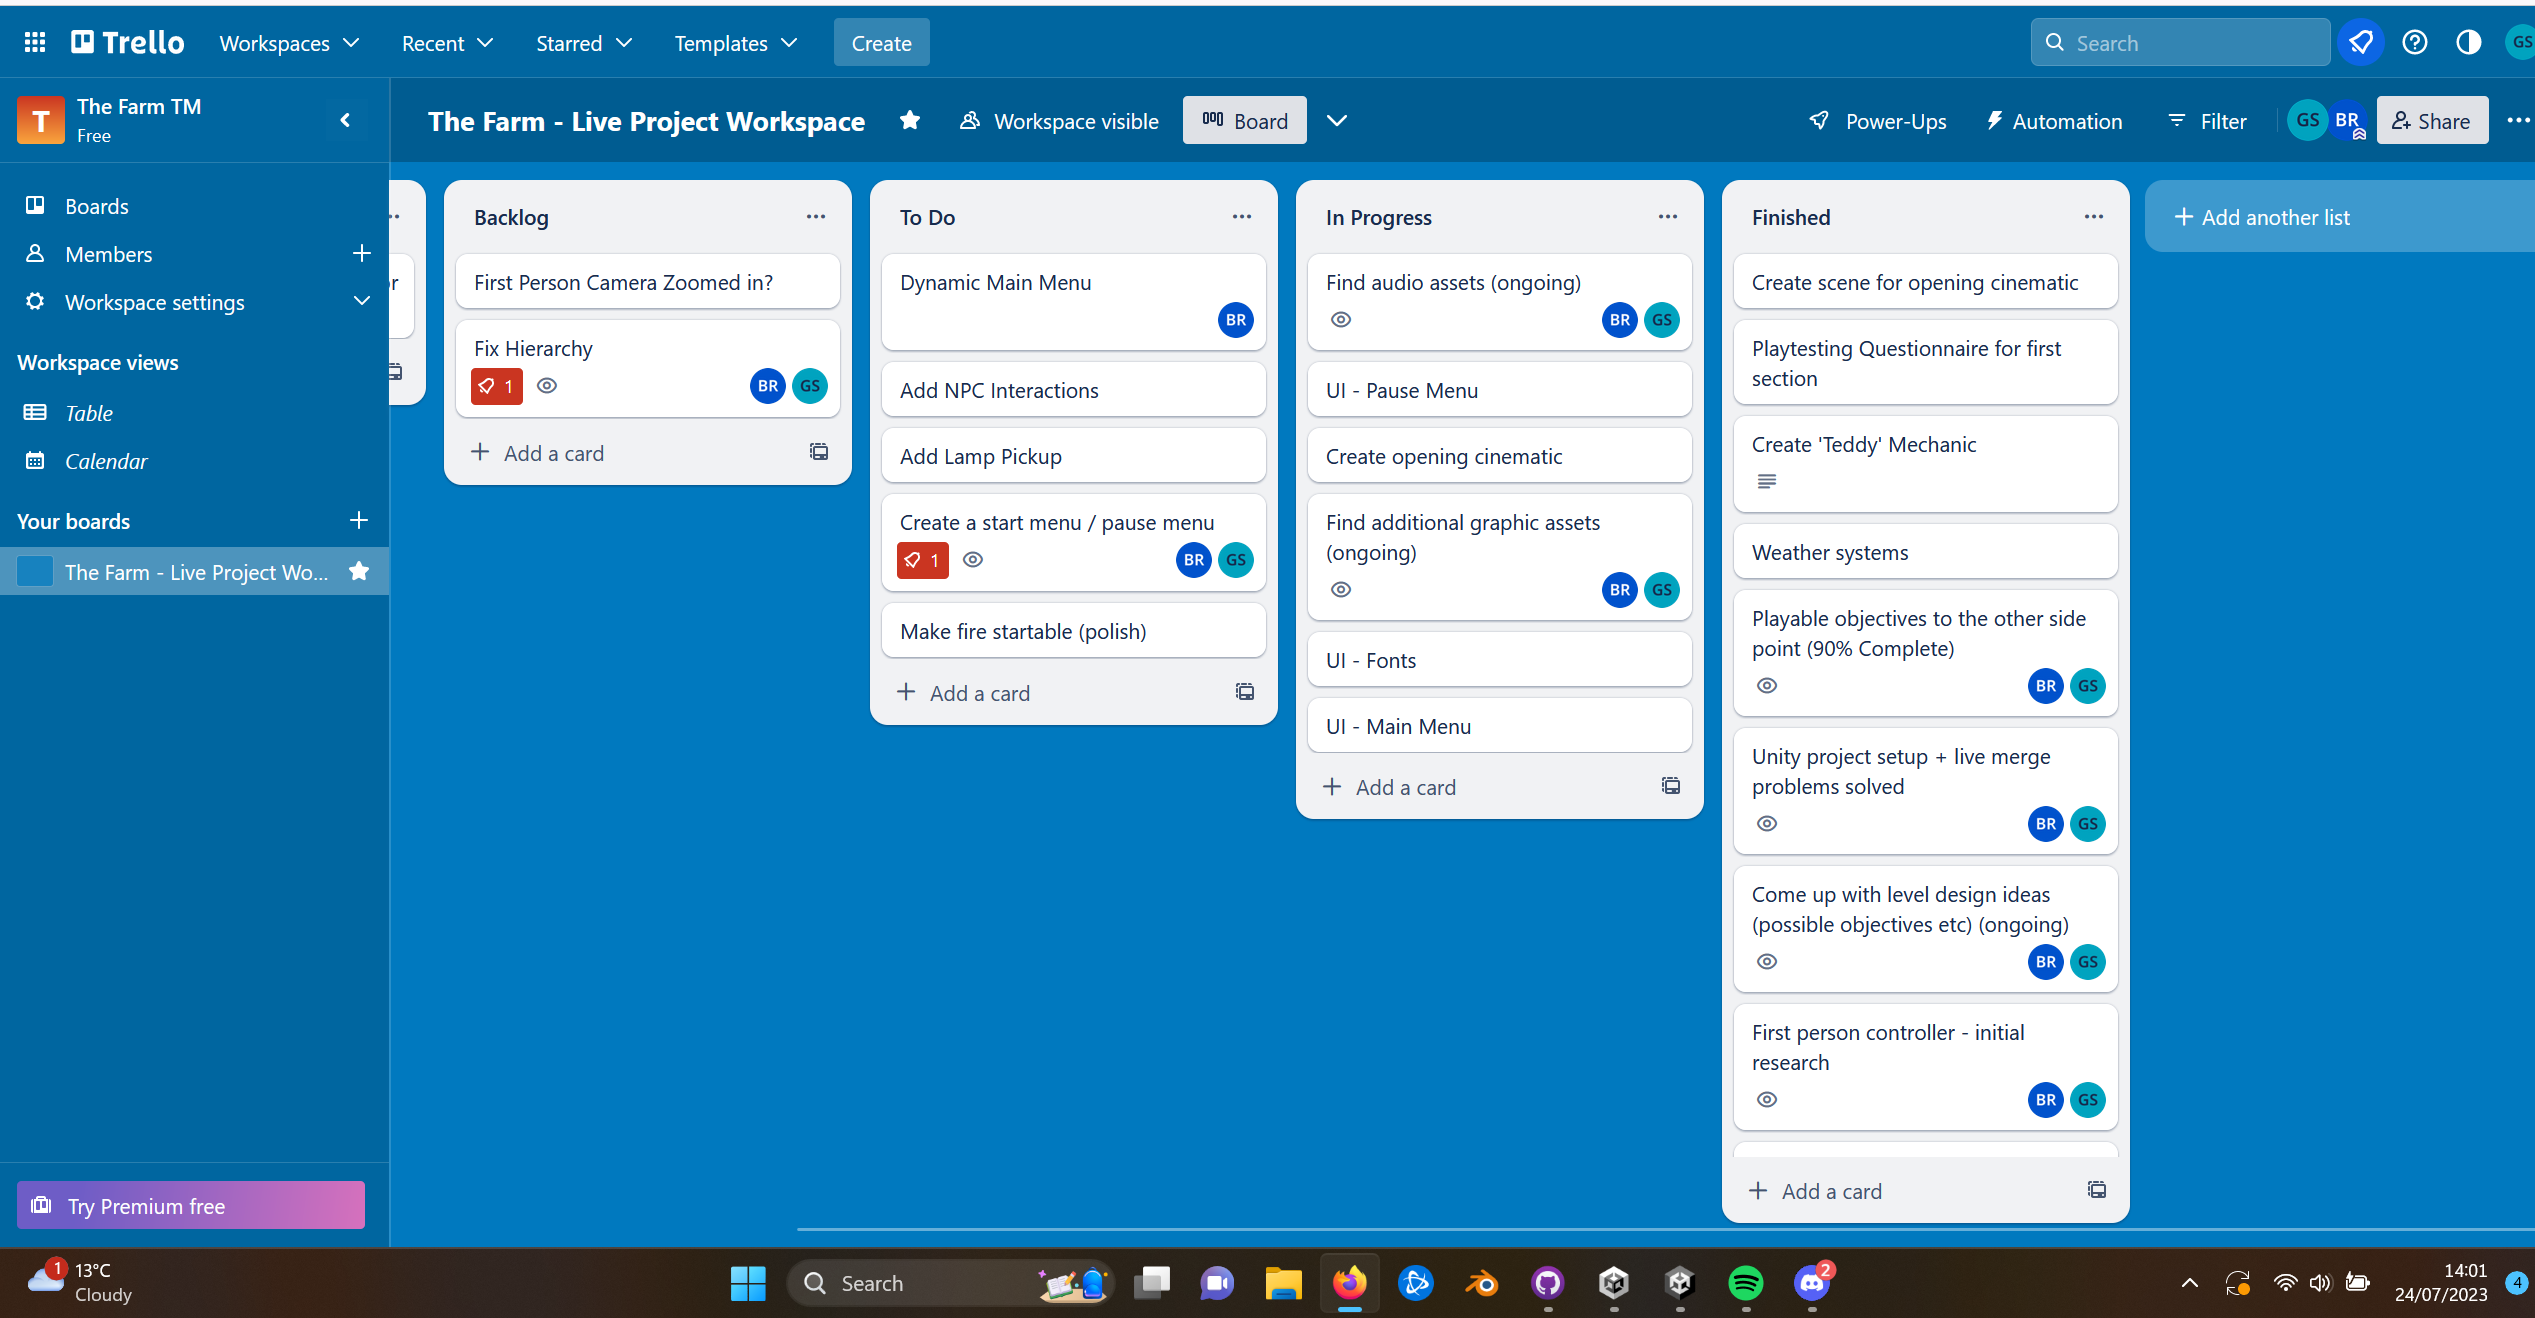 Trello
Workspaces
Recent
Starred
Templates
Create
Search
GS
T
The Farm TM
Free
The Farm - Live Project Workspace
Workspace visible
Board
Power-Ups
Automation
Filter
GS
BR
Share
Boards
Members
Workspace settings
Workspace views
Table
Calendar
Your boards
The Farm - Live Project Wo...
Try Premium free
Backlog
First Person Camera Zoomed in?
Fix Hierarchy
1
BR
GS
Add a card
To Do
Dynamic Main Menu
BR
Add NPC Interactions
Add Lamp Pickup
Create a start menu / pause menu
1
BR
GS
Make fire startable (polish)
Add a card
In Progress
Find audio assets (ongoing)
BR
GS
UI - Pause Menu
Create opening cinematic
Find additional graphic assets
(ongoing)
BR
GS
UI - Fonts
UI - Main Menu
Add a card
Finished
Create scene for opening cinematic
Playtesting Questionnaire for first
section
Create 'Teddy' Mechanic
Weather systems
Playable objectives to the other side
point (90% Complete)
BR
GS
Unity project setup + live merge
problems solved
BR
GS
Come up with level design ideas
(possible objectives etc) (ongoing)
BR
GS
First person controller - initial
research
BR
GS
Add a card
Add another list
1
13°C
Cloudy
Search
2
14:01
24/07/2023
4